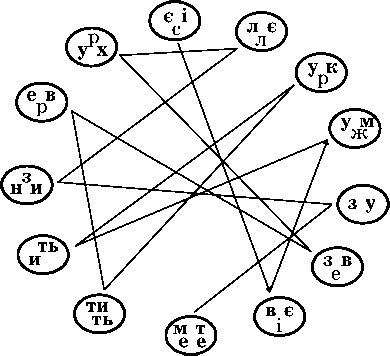 є і
с
л є
л
р
у х
у к
р
е в
р
у м
ж
з
н и
з у
ть
и
з в
е
ти
ть
в є
і
м т
е е